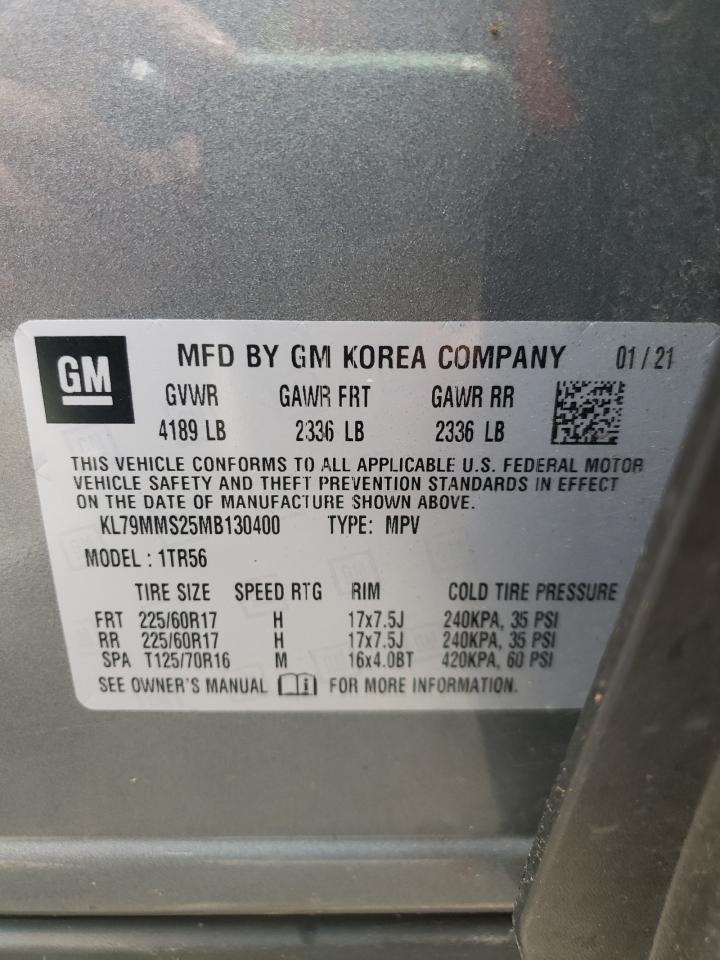 GM
MFD BY GM KOREA COMPANY 01/21
GVWR GAWR FRT GAWR RR
4189 LB 2336 LB 2336 LB
THIS VEHICLE CONFORMS TO ALL APPLICABLE U.S. FEDERAL MOTOR
VEHICLE SAFETY AND THEFT PREVENTION STANDARDS IN EFFECT
ON THE DATE OF MANUFACTURE SHOWN ABOVE.
KL79MMS25MB130400 TYPE: MPV
MODEL : 1TR56
TIRE SIZE SPEED RTG RIM COLD TIRE PRESSURE
FRT 225/60R17 H 17x7.5J 240KPA, 35 PSI
RR 225/60R17 H 17x7.5J 240KPA, 35 PSI
SPA T125/70R16 M 16x4.0BT 420KPA, 60 PSI
SEE OWNER'S MANUAL i FOR MORE INFORMATION.